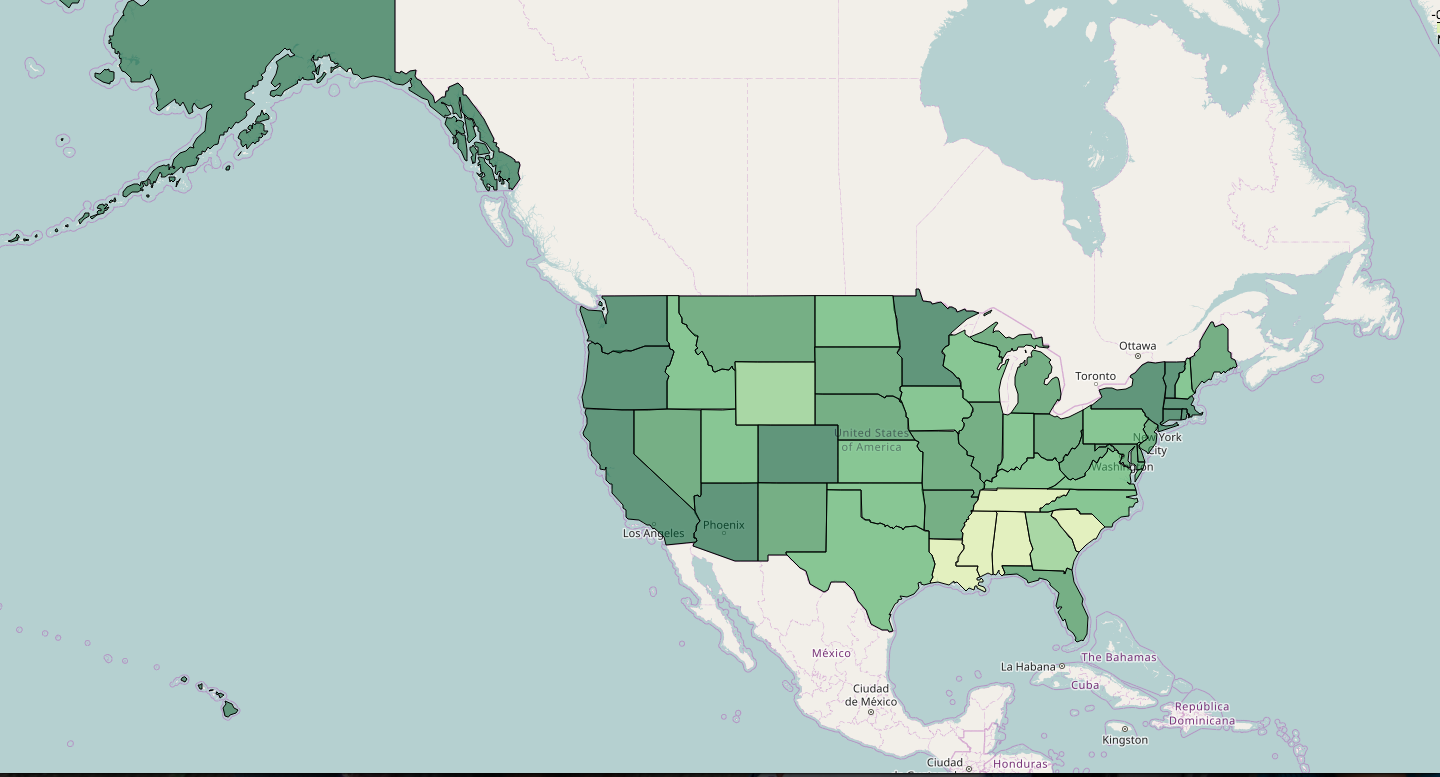 Ottawa
Toronto
United States
of America
New York
City
Washington
Phoenix
Los Angeles
México
La Habana
The Bahamas
Cuba
Ciudad
de México
República
Dominicana
Kingston
Ciudad
Honduras